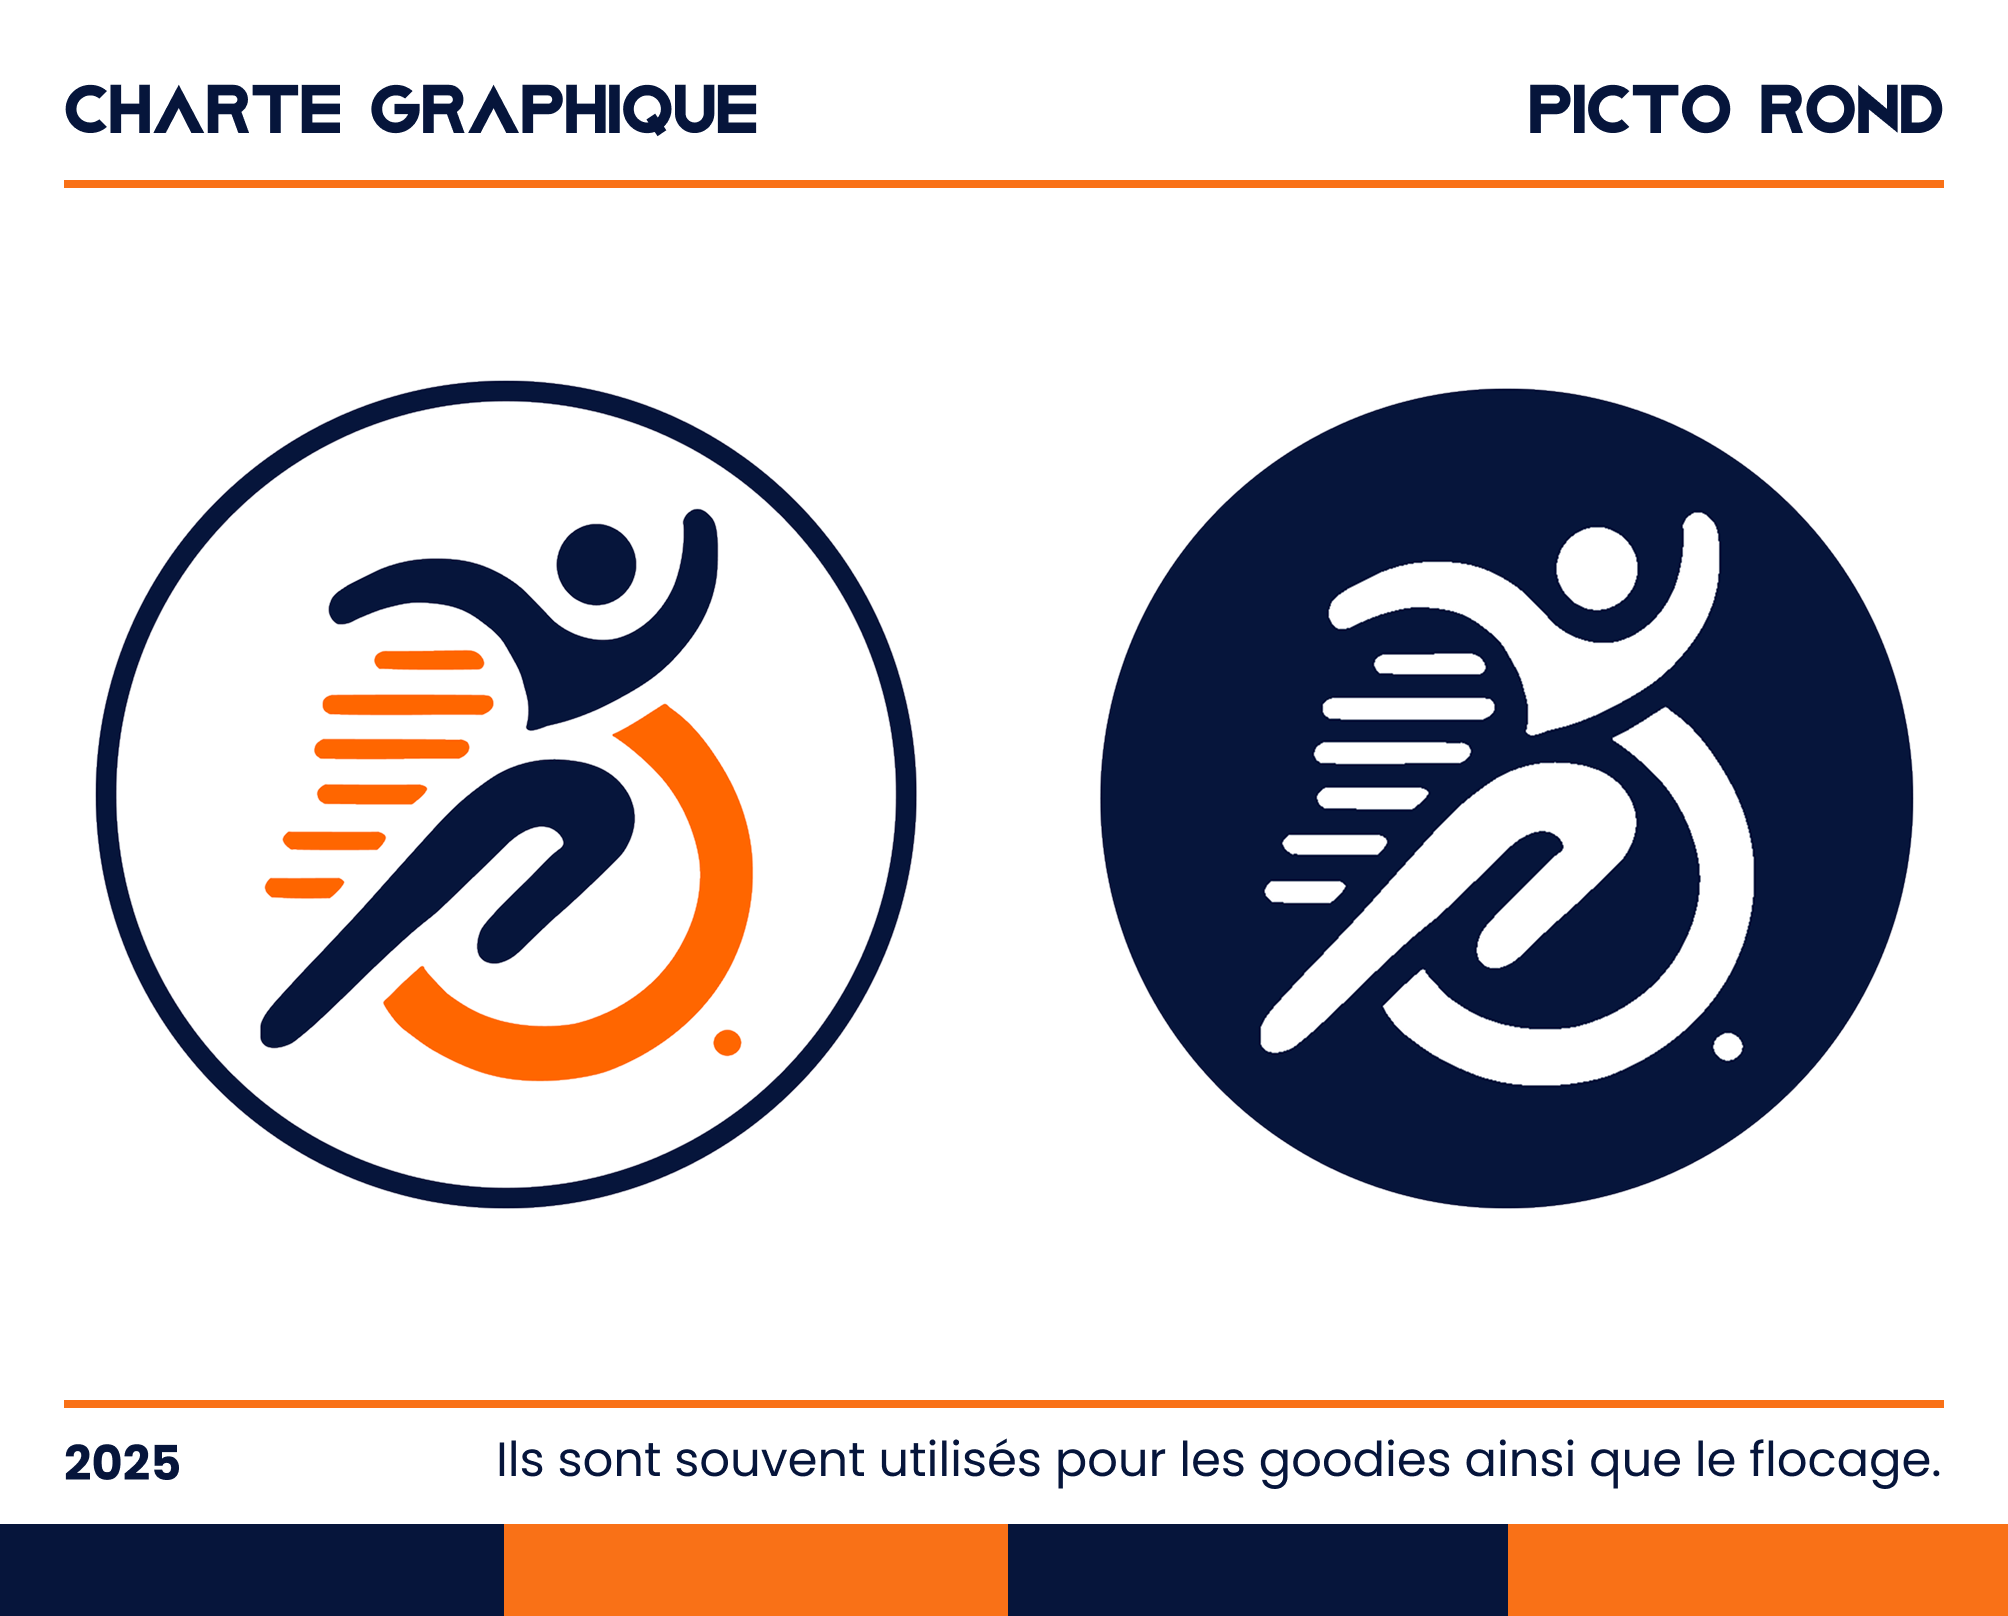 CHARTE GRAPHIQUE
PICTO ROND
2025
Ils sont souvent utilisés pour les goodies ainsi que le flocage.